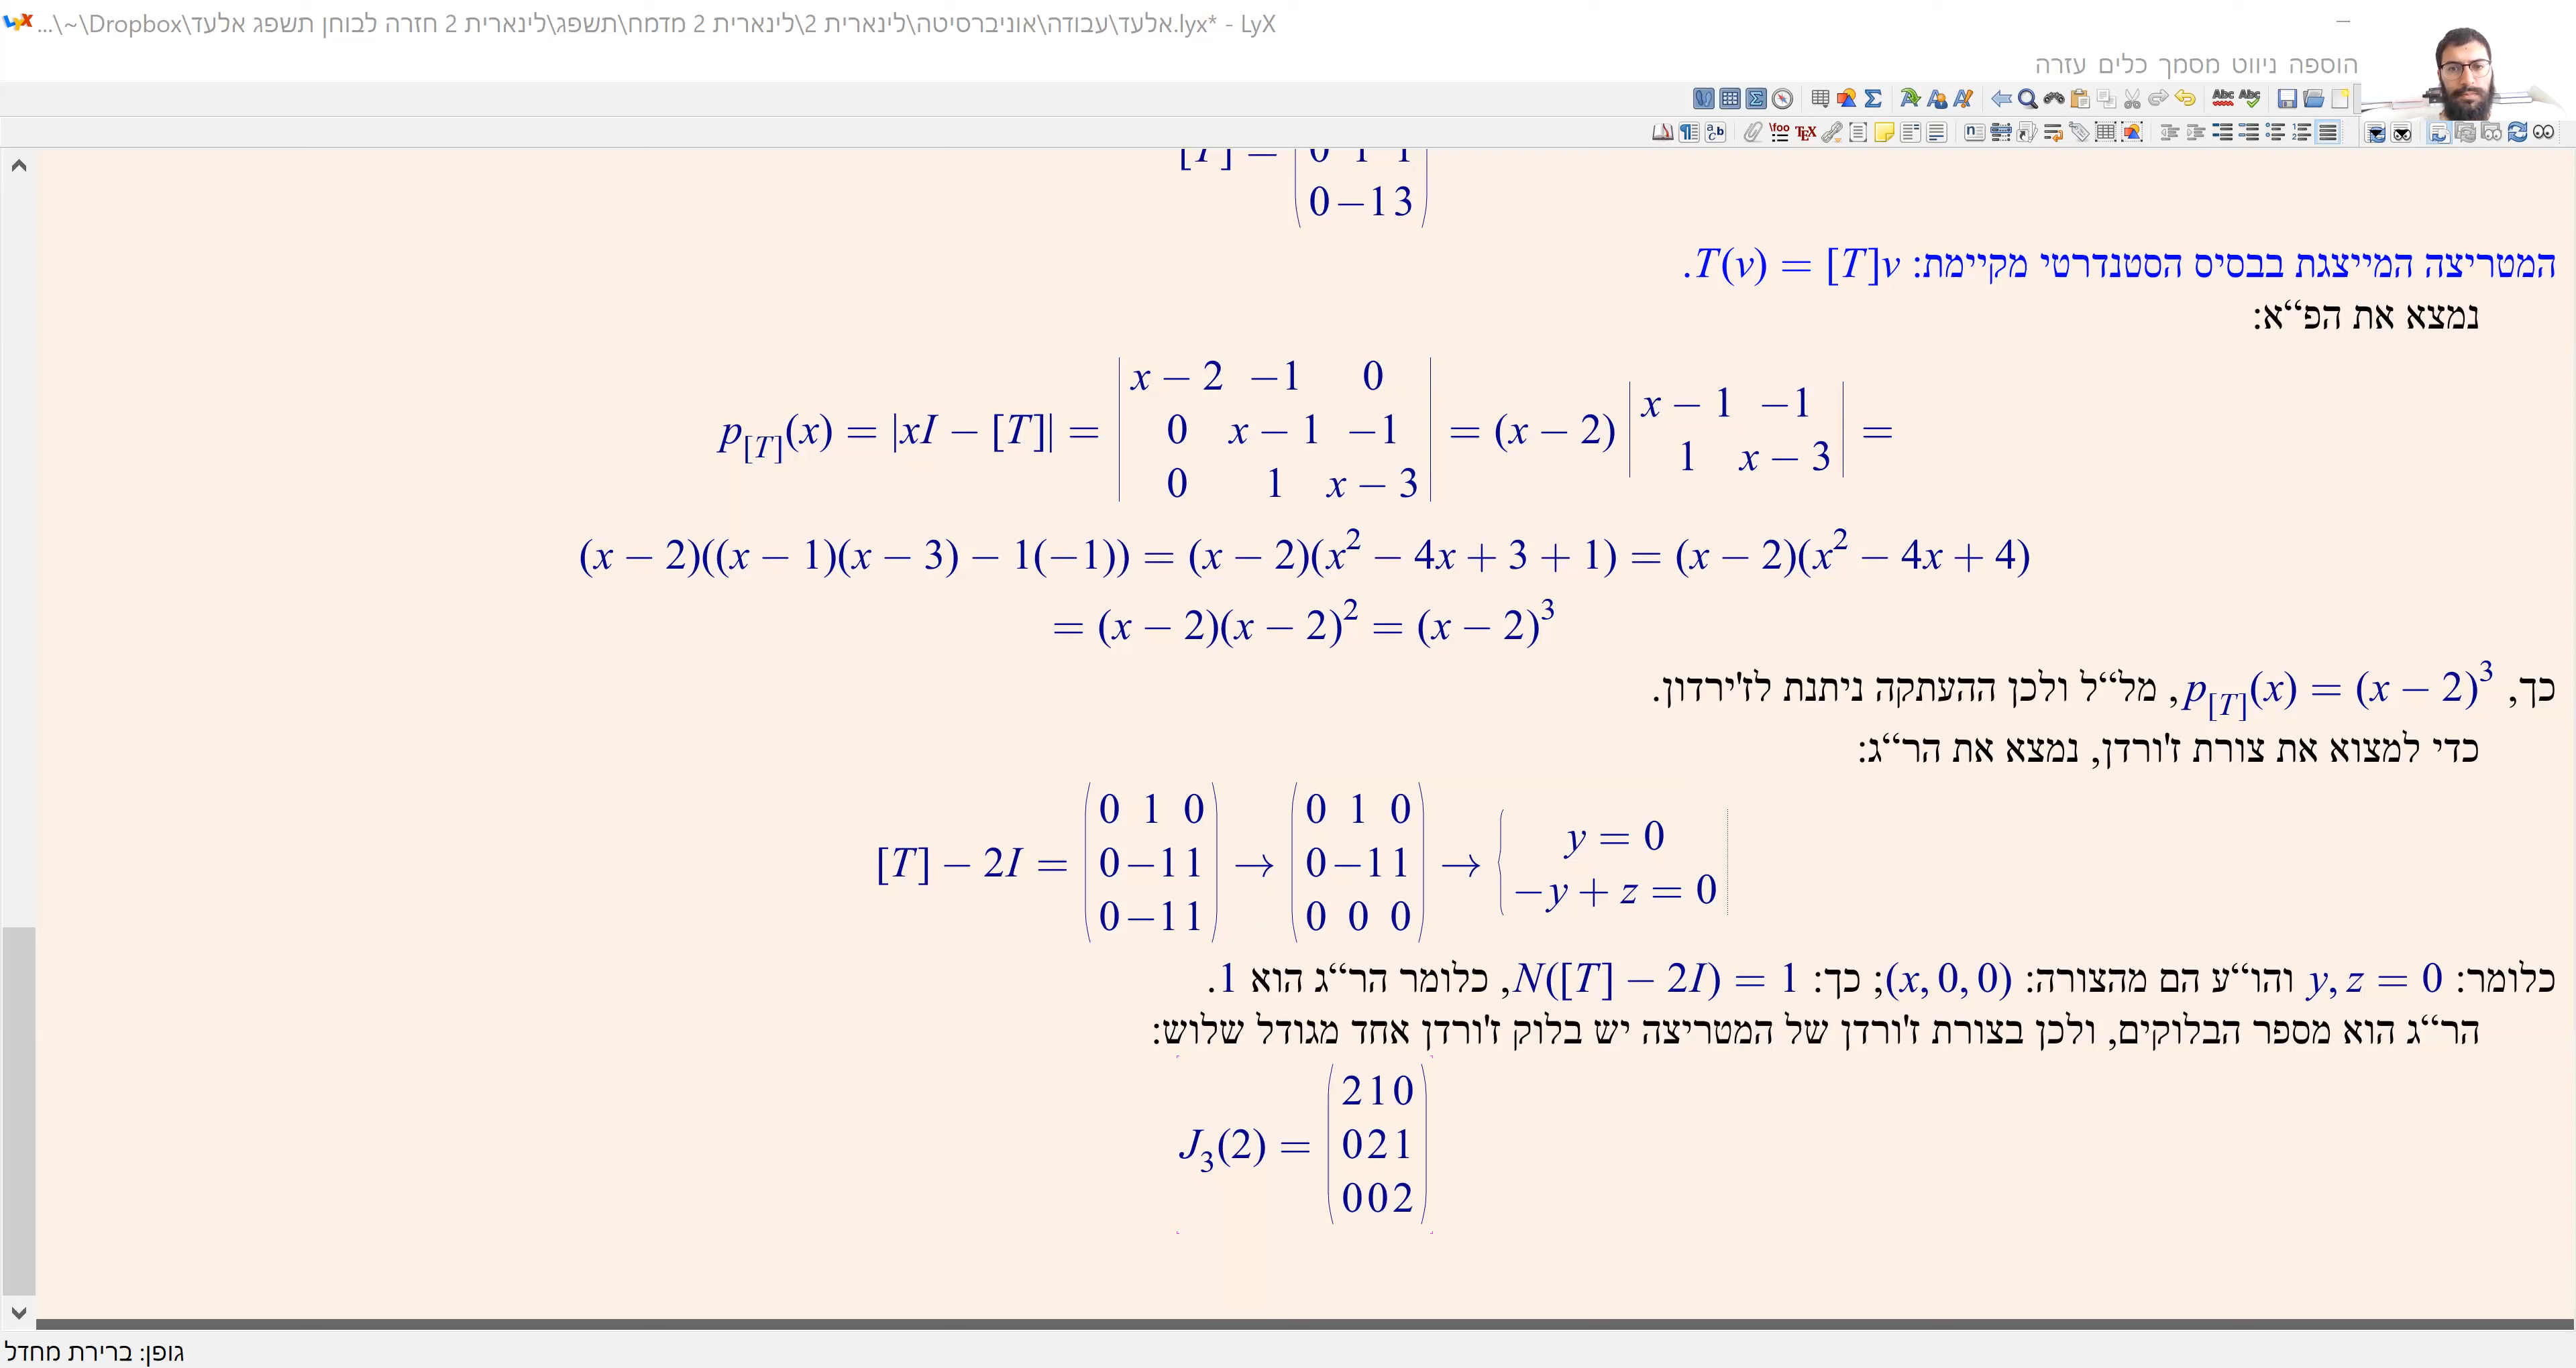 ...\~\Dropbox\אלעד\עבודה\אוניברסיטה\לינארית 2\לינארית 2 מדמח\תשפג\לינארית 2 חזרה לבוחן תשפג אלעד.lyx* - LyX
הוספה ניווט מסמך כלים עזרה
[T] = ( 0 1 1
0 −1 3 )
המטריצה המייצגת בבסיס הסטנדרטי מקיימת: T(v) = [T]v.
נמצא את הפ“א:
p_[T](x) = |xI − [T]| = | x − 2 −1 0 ; 0 x − 1 −1 ; 0 1 x − 3 | = (x − 2) | x − 1 −1 ; 1 x − 3 | =
(x − 2)((x − 1)(x − 3) − 1(−1)) = (x − 2)(x² − 4x + 3 + 1) = (x − 2)(x² − 4x + 4)
= (x − 2)(x − 2)² = (x − 2)³
כך, p_[T](x) = (x − 2)³, מל“ל ולכן ההעתקה ניתנת לז'ירדון.
כדי למצוא את צורת ז'ורדן, נמצא את הר“ג:
[T] − 2I = ( 0 1 0 ; 0 −1 1 ; 0 −1 1 ) → ( 0 1 0 ; 0 −1 1 ; 0 0 0 ) → { y = 0 ; −y + z = 0
כלומר: y, z = 0 והו“ע הם מהצורה: (x, 0, 0); כך: N([T] − 2I) = 1, כלומר הר“ג הוא 1.
הר“ג הוא מספר הבלוקים, ולכן בצורת ז'ורדן של המטריצה יש בלוק ז'ורדן אחד מגודל שלוש:
J₃(2) = ( 2 1 0 ; 0 2 1 ; 0 0 2 )
גופן: ברירת מחדל